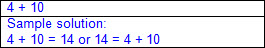 4 + 10
Sample solution:
4 + 10 = 14 or 14 = 4 + 10